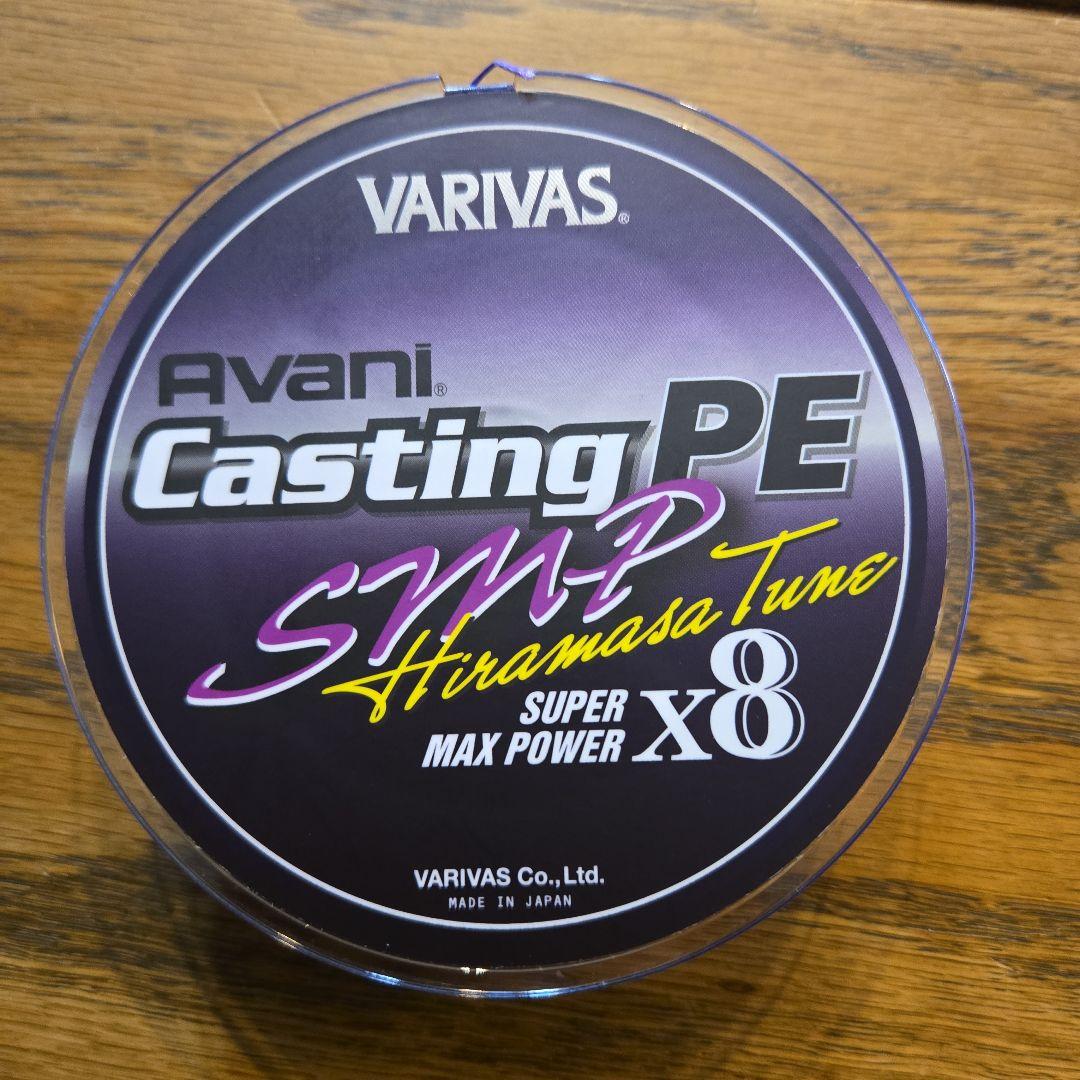 VARIVAS®
Avani®
Casting PE
SMP
Hiramasa Tune
SUPER
MAX POWER x8
VARIVAS Co.,Ltd.
MADE IN JAPAN